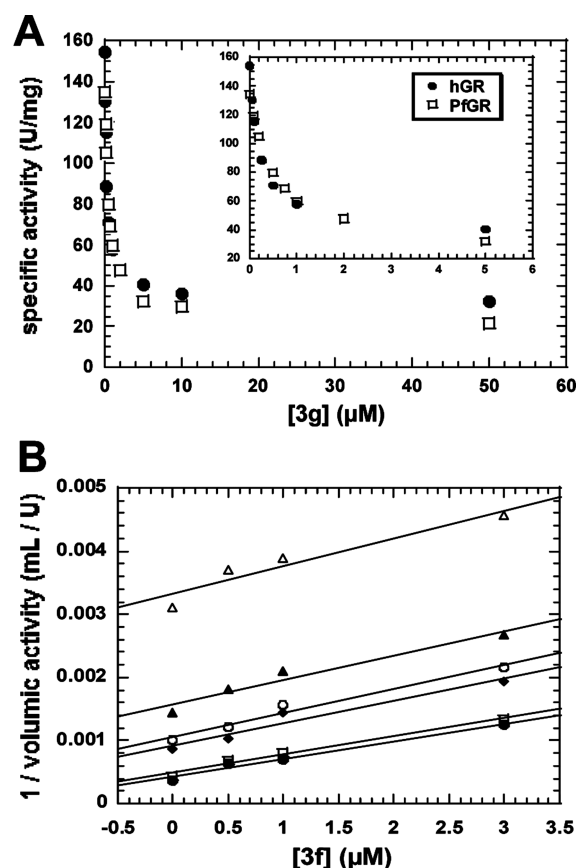 A
specific activity (U/mg)
160
140
120
100
80
60
40
20
0
160
140
120
100
80
60
40
20
hGR
PfGR
0 1 2 3 4 5 6
0 10 20 30 40 50 60
[3g] (µM)
B
1 / volumic activity (mL / U)
0.005
0.004
0.003
0.002
0.001
0
-0.5 0 0.5 1 1.5 2 2.5 3 3.5
[3f] (µM)